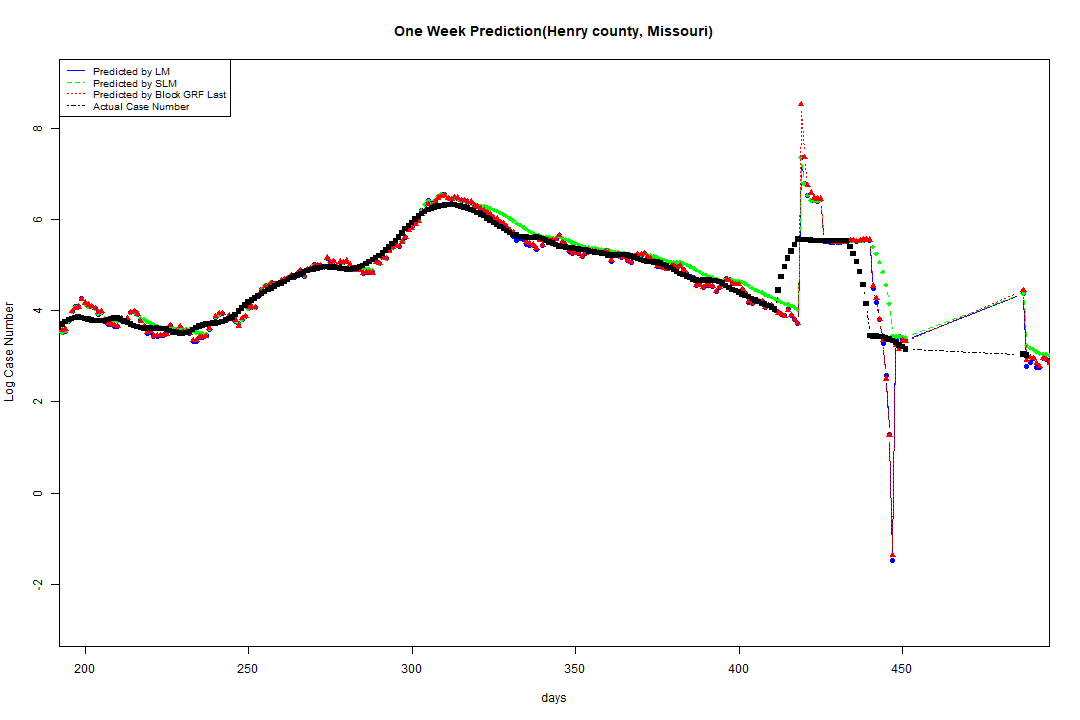 One Week Prediction(Henry county, Missouri)
Predicted by LM
Predicted by SLM
Predicted by Block GRF Last
Actual Case Number
Log Case Number
8
6
4
2
0
-2
200 250 300 350 400 450
days